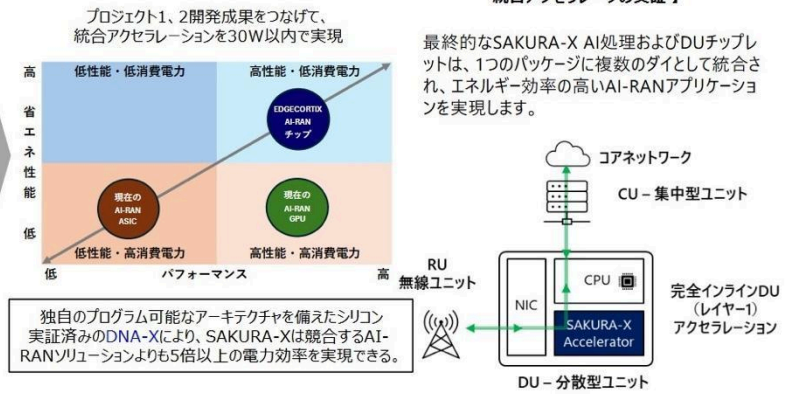 プロジェクト1、2開発成果をつなげて、
統合アクセラレーションを30W以内で実現
高
省
エ
ネ
性
能
低
低性能・低消費電力
高性能・低消費電力
EDGECORTIX
AI-RAN
チップ
現在の
AI-RAN
ASIC
現在の
AI-RAN
GPU
低性能・高消費電力
高性能・高消費電力
低
パフォーマンス
高
独自のプログラム可能なアーキテクチャを備えたシリコン
実証済みのDNA-Xにより、SAKURA-Xは競合するAI-
RANソリューションよりも5倍以上の電力効率を実現できる。
最終的なSAKURA-X AI処理およびDUチップレ
ットは、1つのパッケージに複数のダイとして統合さ
れ、エネルギー効率の高いAI-RANアプリケーショ
ンを実現します。
コアネットワーク
CU – 集中型ユニット
RU
無線ユニット
NIC
CPU
SAKURA-X
Accelerator
完全インラインDU
（レイヤー1）
アクセラレーション
DU – 分散型ユニット